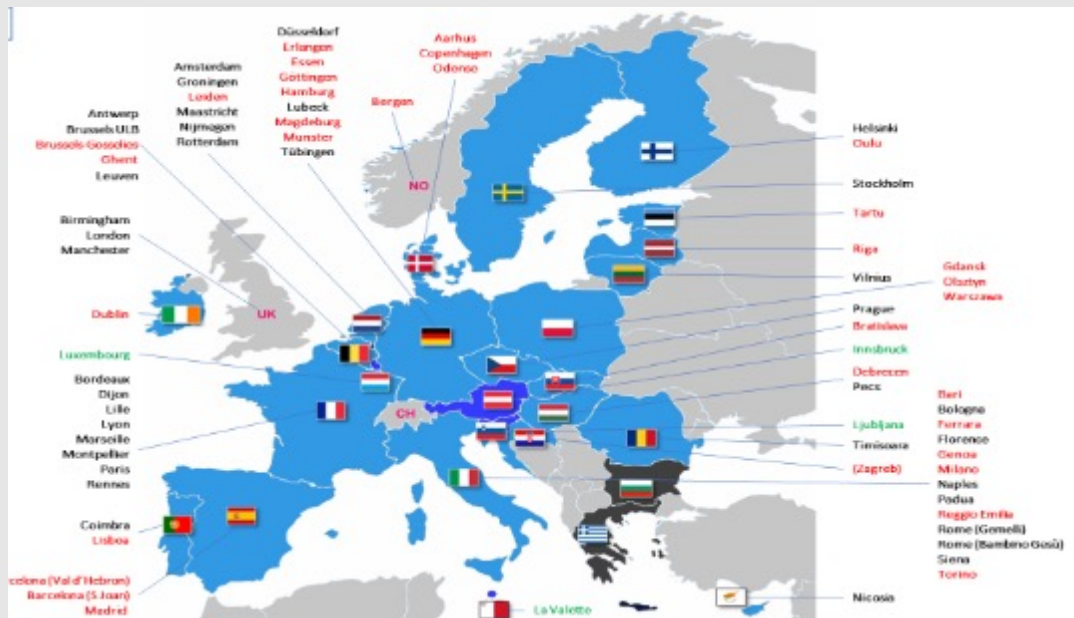 Düsseldorf
Erlangen
Essen
Göttingen
Hamburg
Lubeck
Magdeburg
Munster
Tübingen
Aarhus
Copenhagen
Odense
Amsterdam
Groningen
Leiden
Maastricht
Nijmegen
Rotterdam
Bergen
Antwerp
Brussels ULB
Brussels-Gosselies
Ghent
Leuven
Helsinki
Oulu
NO
Stockholm
Birmingham
London
Manchester
Tartu
Riga
Vilnius
Gdansk
Olsztyn
Warszawa
Dublin
UK
Prague
Bratislava
Luxembourg
Innsbruck
Debrecen
Pecs
Bordeaux
Dijon
Lille
Lyon
Marseille
Montpellier
Paris
Rennes
CH
Ljubljana
Timisoara
(Zagreb)
Bari
Bologna
Ferrara
Florence
Genoa
Milano
Naples
Padua
Reggio Emilia
Rome (Gemelli)
Rome (Bambino Gesù)
Siena
Torino
Coimbra
Lisboa
rcelona (Val d'Hebron)
Barcelona (S Joan)
Madrid
La Valette
Nicosia